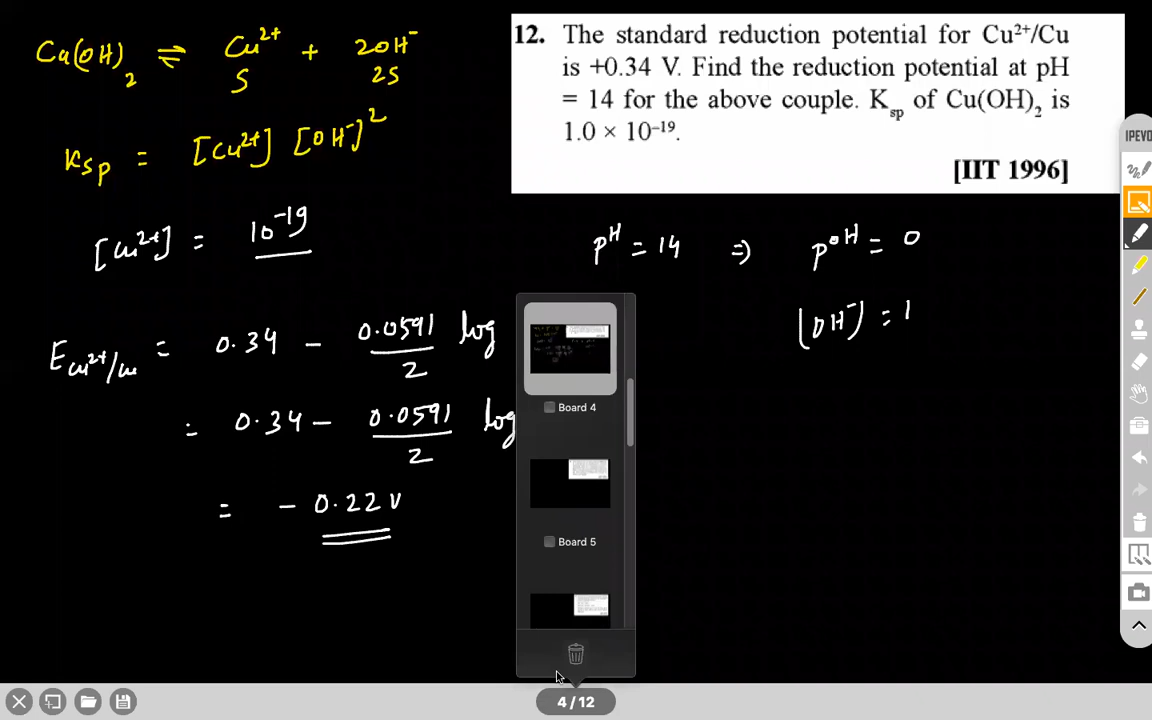 Cu(OH)2 ⇌ Cu²⁺ + 2OH⁻
S 2S
Ksp = [Cu²⁺] [OH⁻]²
[Cu²⁺] = 10⁻¹⁹
E Cu²⁺/Cu = 0.34 - 0.0591/2 log
= 0.34 - 0.0591/2 log
= - 0.22 V
12. The standard reduction potential for Cu²⁺/Cu
is +0.34 V. Find the reduction potential at pH
= 14 for the above couple. Ksp of Cu(OH)2 is
1.0 × 10⁻¹⁹.
[IIT 1996]
pH = 14 ⇒ pOH = 0
[OH⁻] = 1
Board 4
Board 5
4/12
IPEVO